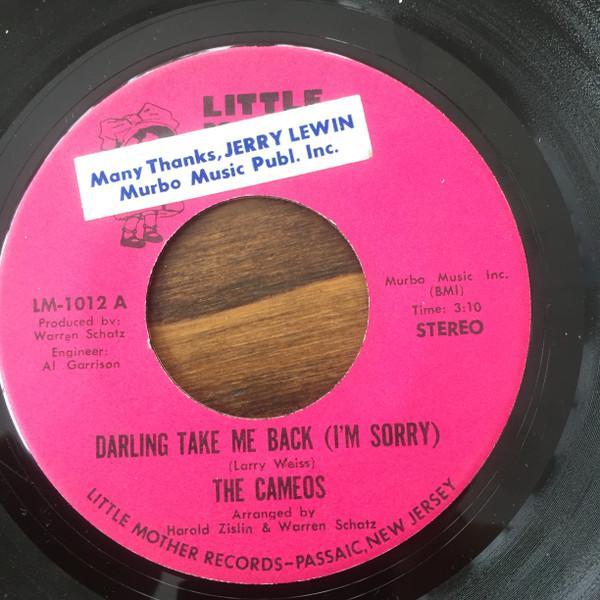 LITTLE
Many Thanks, JERRY LEWIN
Murbo Music Publ. Inc.
LM-1012 A
Produced by:
Warren Schatz
Engineer:
Al Garrison
Murbo Music Inc.
(BMI)
Time: 3:10
STEREO
DARLING TAKE ME BACK (I'M SORRY)
(Larry Weiss)
THE CAMEOS
Arranged by
Harold Zislin & Warren Schatz
LITTLE MOTHER RECORDS-PASSAIC, NEW JERSEY